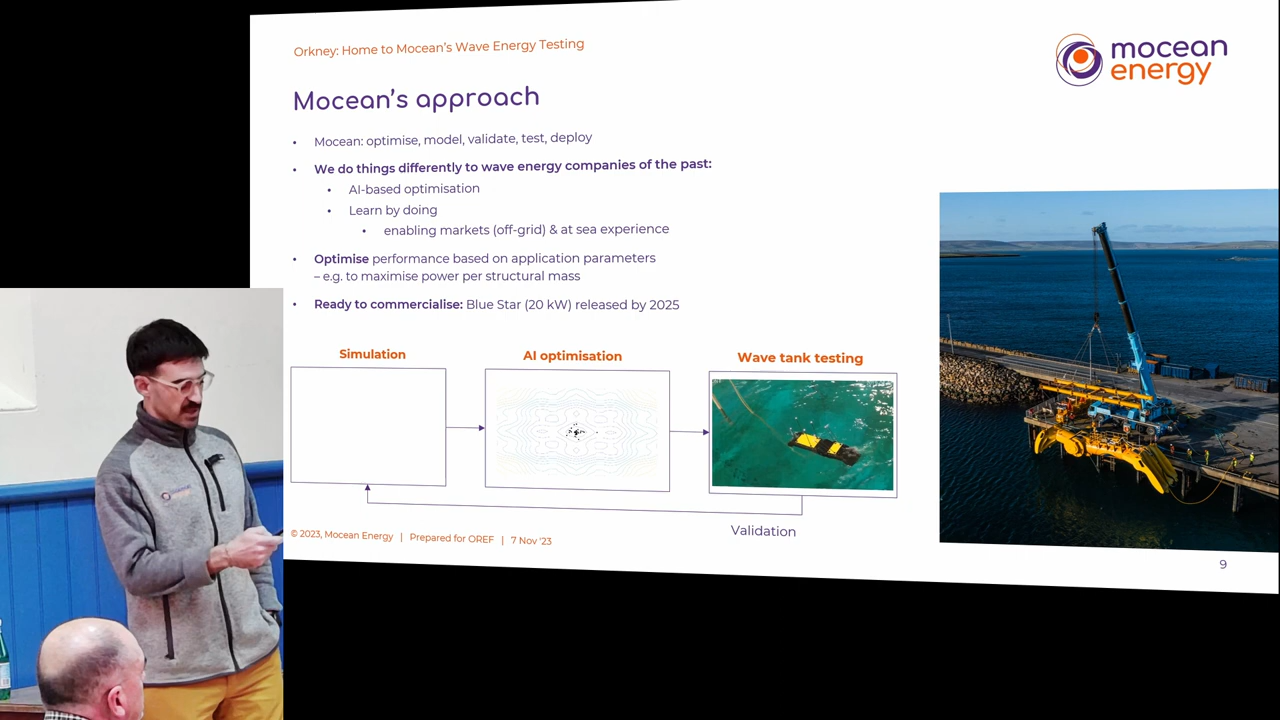 Orkney: Home to Mocean's Wave Energy Testing
mocean
energy
Mocean's approach
• Mocean: optimise, model, validate, test, deploy
• We do things differently to wave energy companies of the past:
• AI-based optimisation
• Learn by doing
• enabling markets (off-grid) & at sea experience
• Optimise performance based on application parameters
– e.g. to maximise power per structural mass
• Ready to commercialise: Blue Star (20 kW) released by 2025
Simulation
AI optimisation
Wave tank testing
Validation
© 2023, Mocean Energy | Prepared for OREF | 7 Nov '23
9